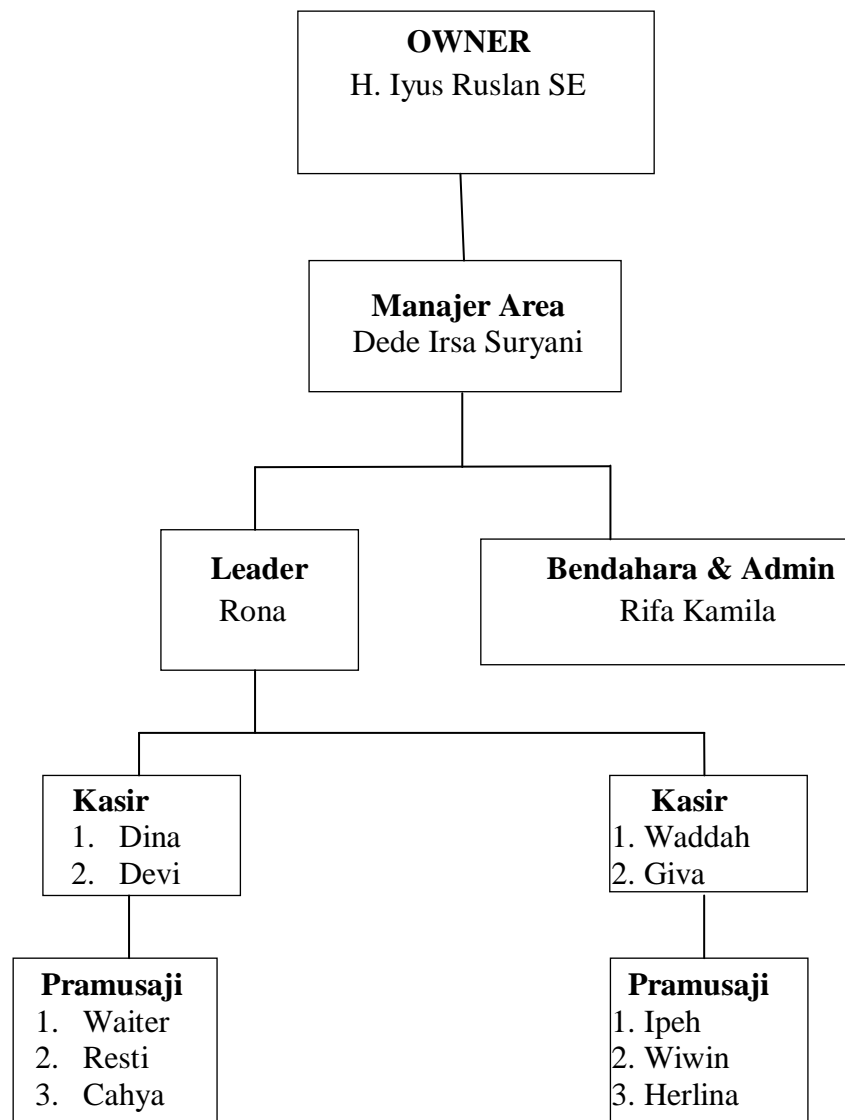 OWNER
H. Iyus Ruslan SE
Manajer Area
Dede Irsa Suryani
Leader
Rona
Bendahara & Admin
Rifa Kamila
Kasir
1. Dina
2. Devi
Kasir
1. Waddah
2. Giva
Pramusaji
1. Waiter
2. Resti
3. Cahya
Pramusaji
1. Ipeh
2. Wiwin
3. Herlina